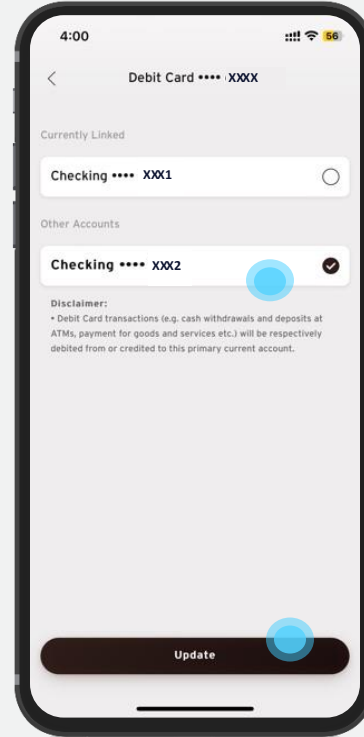 4:00
56
Debit Card •••• XXXX
Currently Linked
Checking •••• XXX1
Other Accounts
Checking •••• XXX2
Disclaimer:
• Debit Card transactions (e.g. cash withdrawals and deposits at
ATMs, payment for goods and services etc.) will be respectively
debited from or credited to this primary current account.
Update